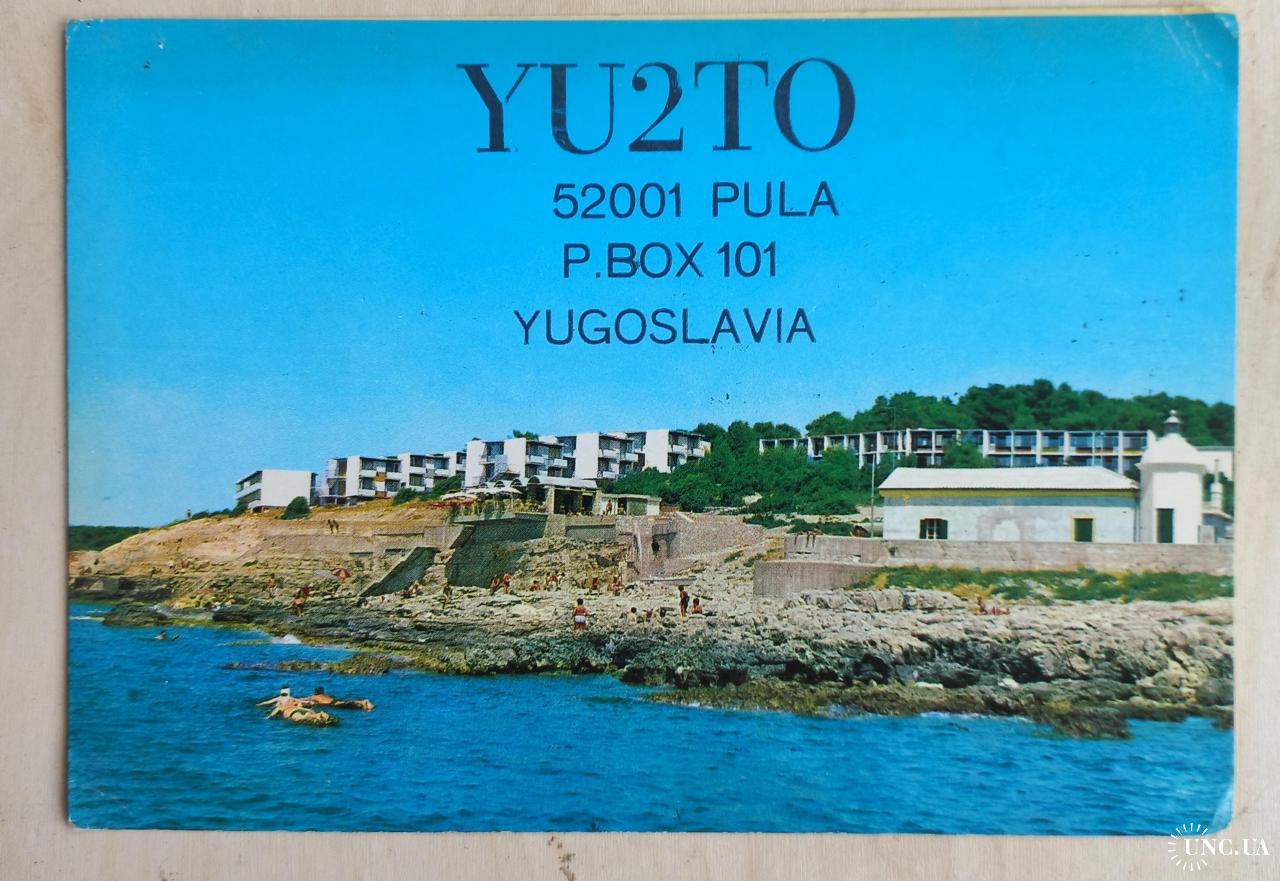 YU2TO
52001 PULA
P.BOX 101
YUGOSLAVIA
UNC.UA